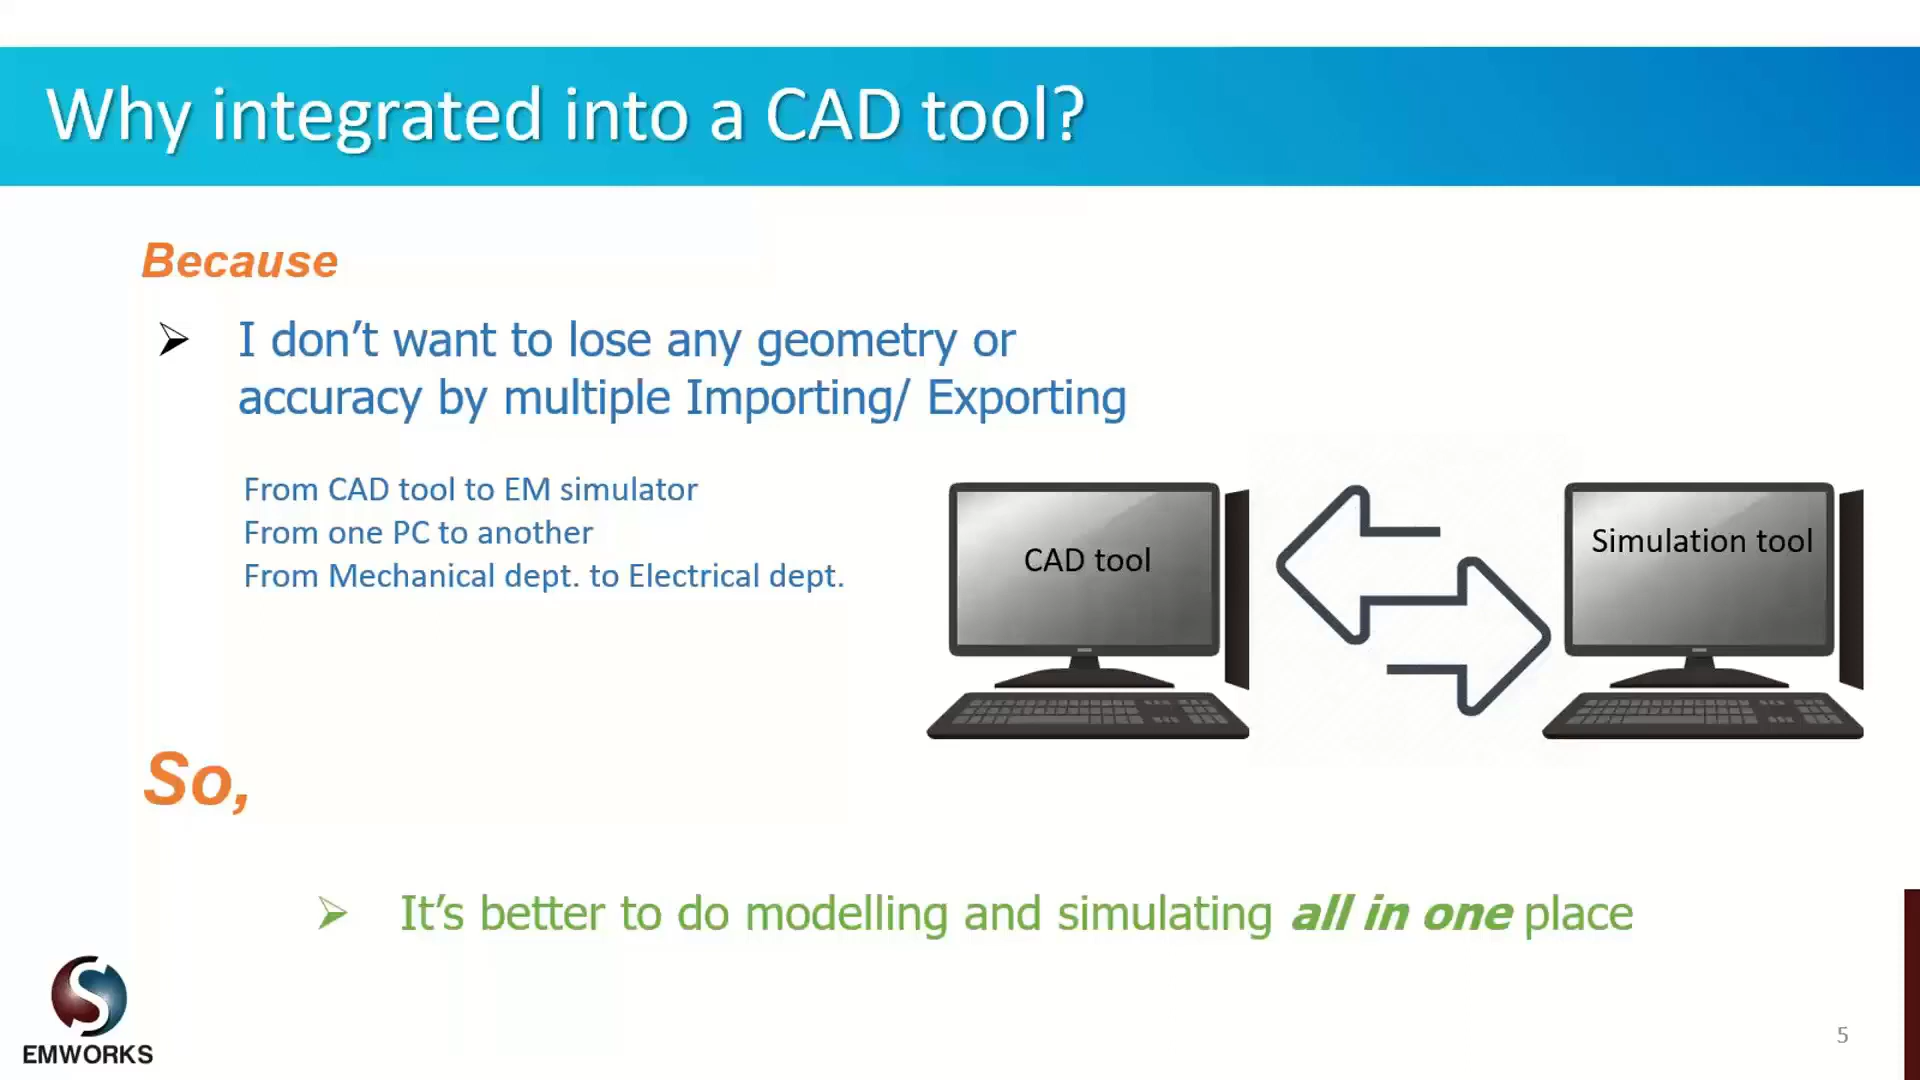 Why integrated into a CAD tool?
Because
➢ I don’t want to lose any geometry or
accuracy by multiple Importing/ Exporting
From CAD tool to EM simulator
From one PC to another
From Mechanical dept. to Electrical dept.
CAD tool
Simulation tool
So,
➢ It’s better to do modelling and simulating all in one place
EMWORKS
5